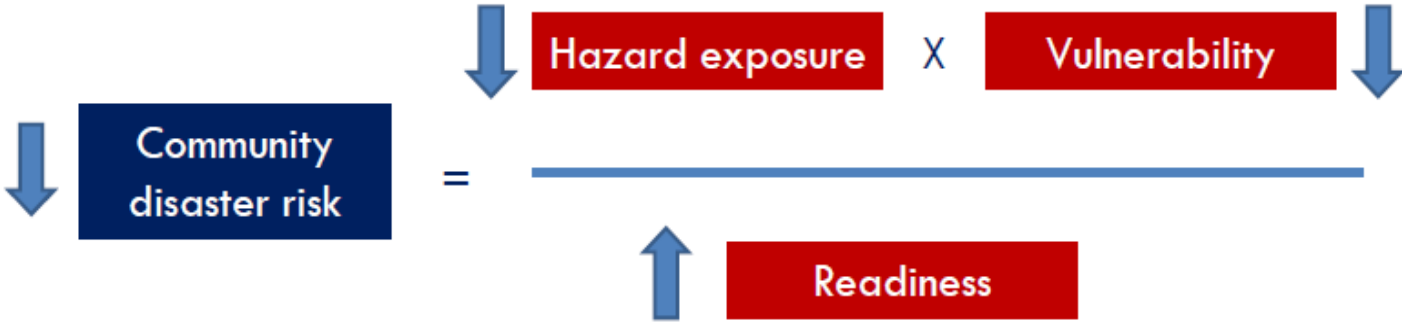 Hazard exposure X Vulnerability
Community
disaster risk
=
Readiness